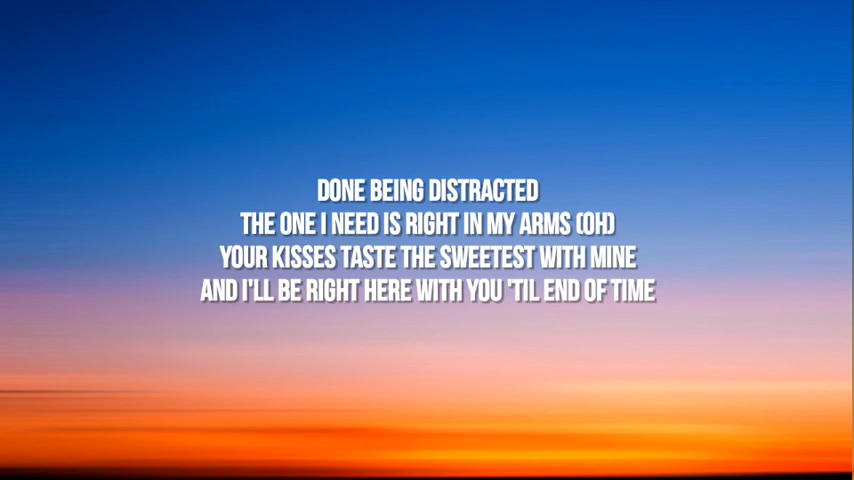 DONE BEING DISTRACTED
THE ONE I NEED IS RIGHT IN MY ARMS (OH)
YOUR KISSES TASTE THE SWEETEST WITH MINE
AND I'LL BE RIGHT HERE WITH YOU 'TIL END OF TIME